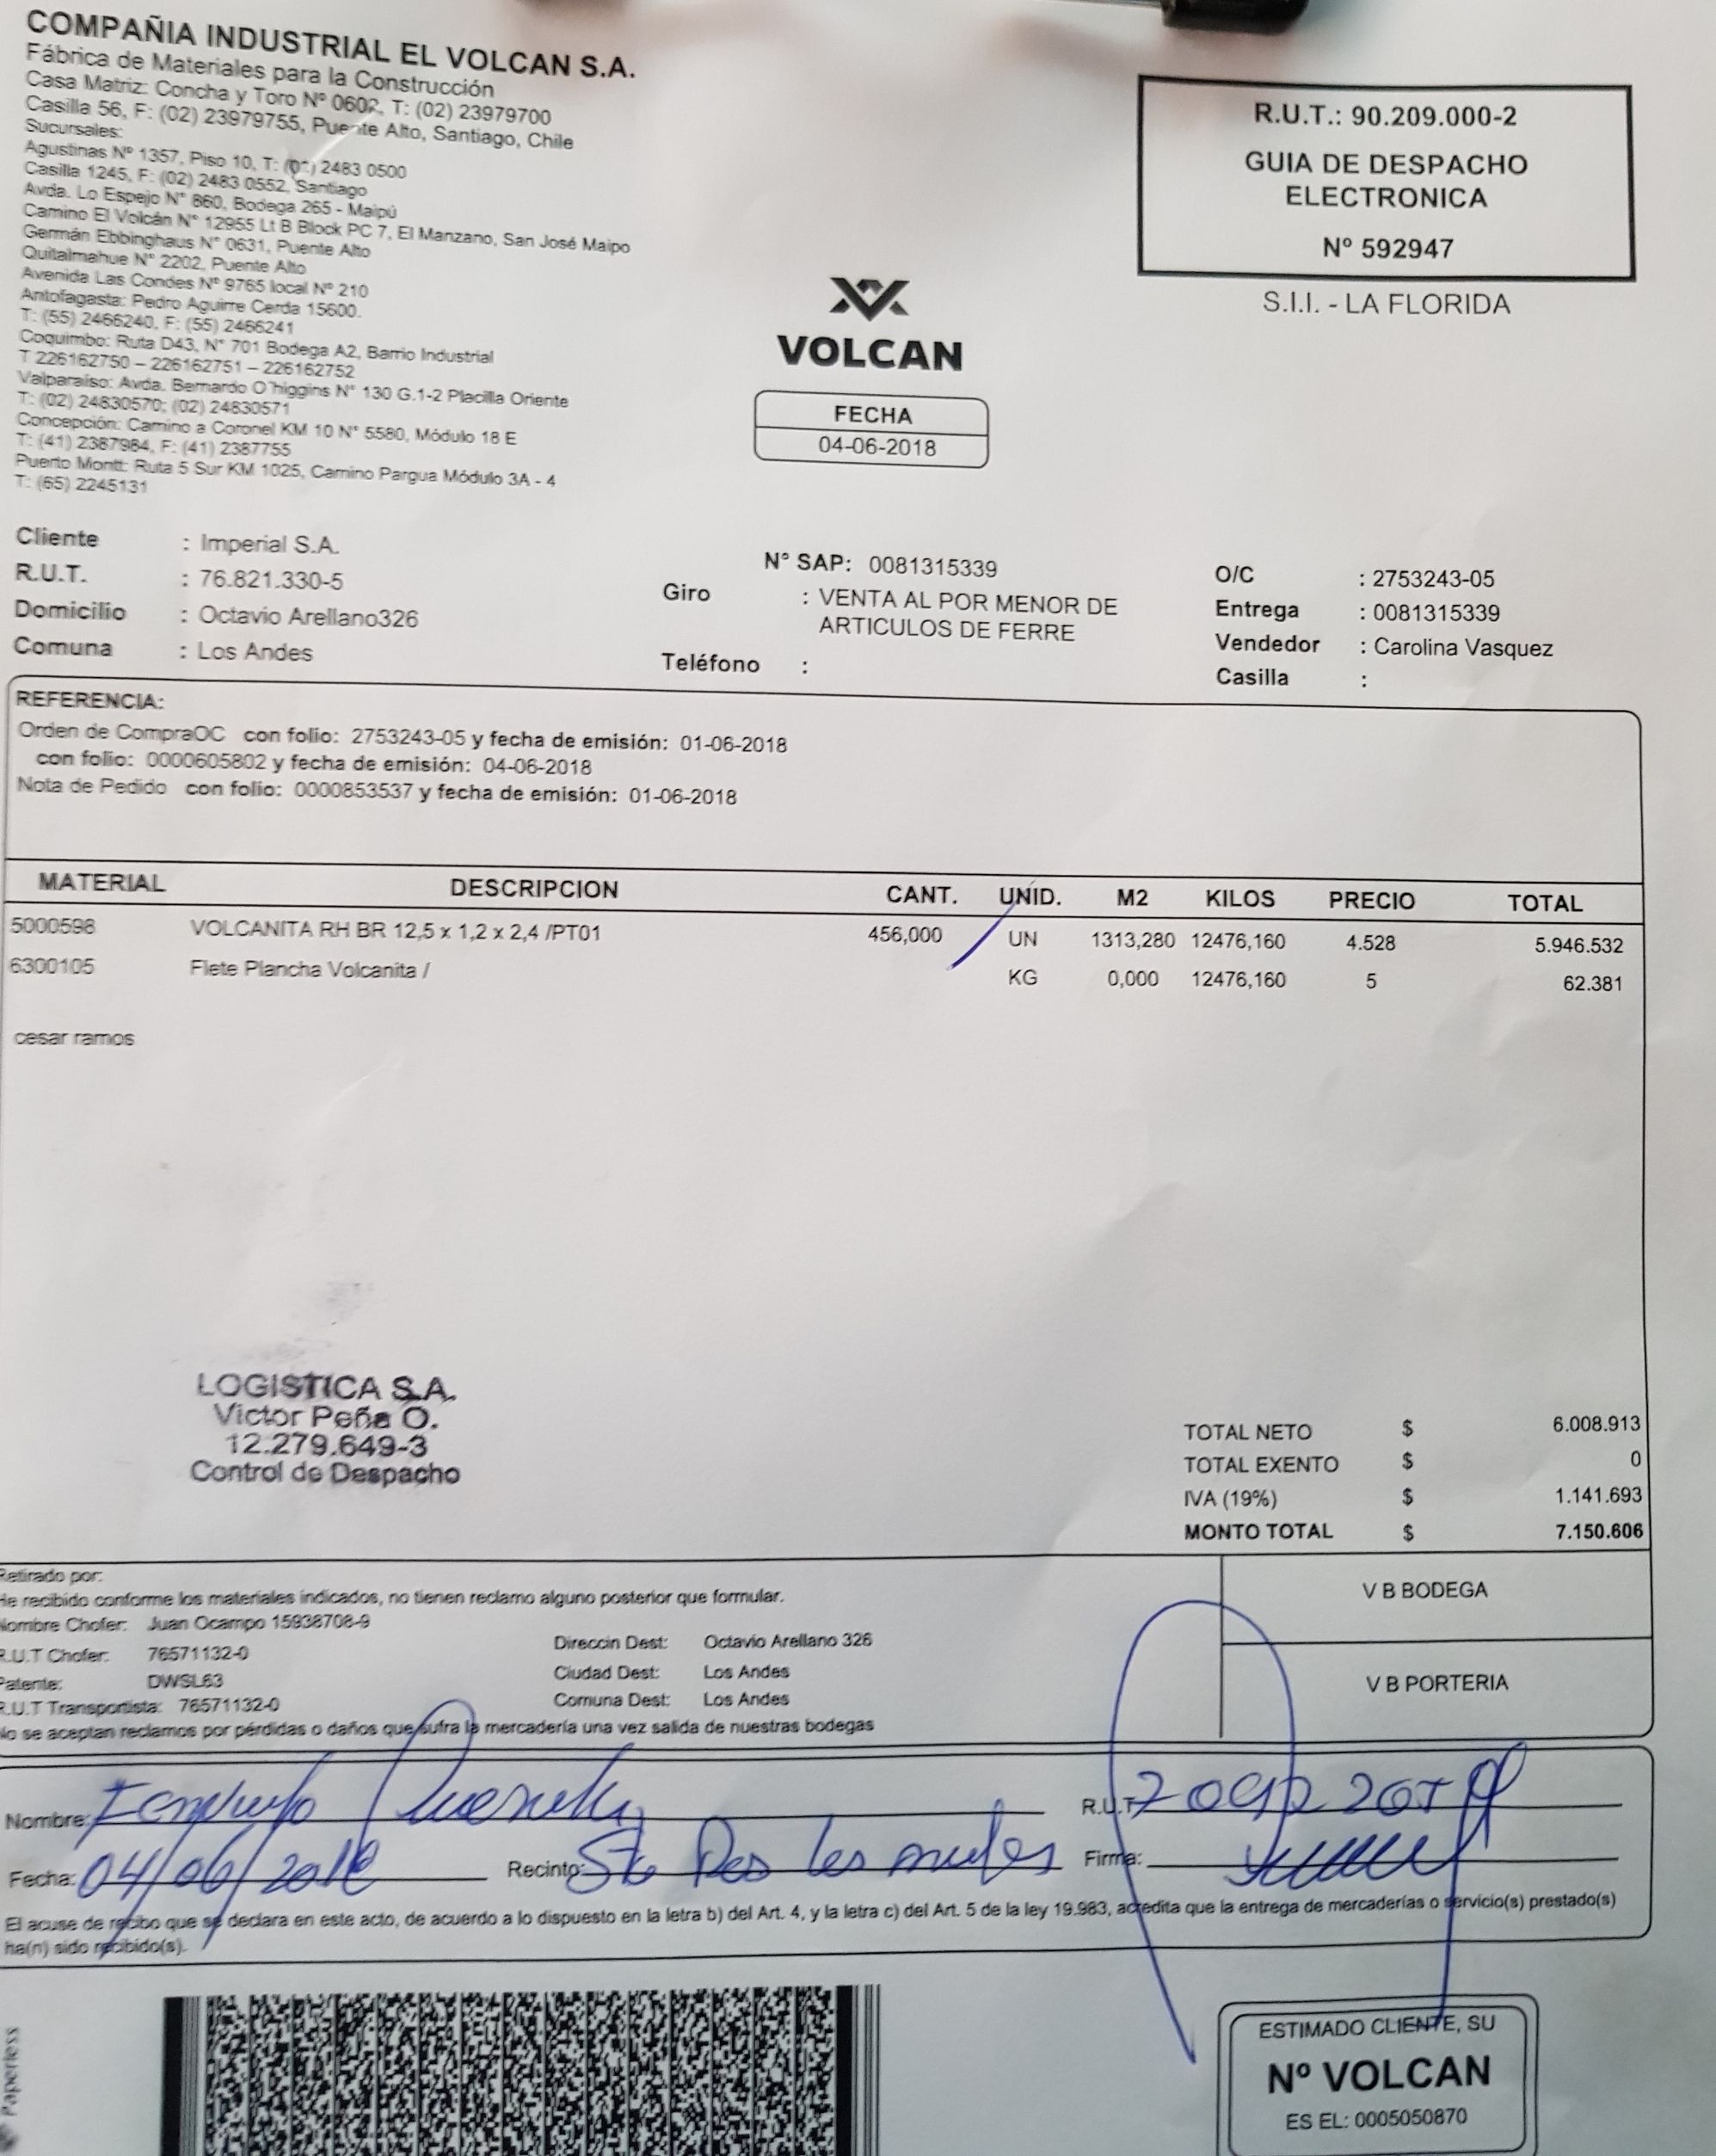 COMPAÑIA INDUSTRIAL EL VOLCAN S.A.
Fábrica de Materiales para la Construcción
Casa Matriz: Concha y Toro Nº 0602, T: (02) 23979700
Casilla 56, F: (02) 23979755, Puente Alto, Santiago, Chile
Sucursales:
Agustinas Nº 1357, Piso 10, T: (02) 2483 0500
Casilla 1245, F: (02) 2483 0552, Santiago
Avda. Lo Espejo N° 860, Bodega 265 - Maipú
Camino El Volcán N° 12955 Lt B Block PC 7, El Manzano, San José Maipo
Germán Ebbinghaus N° 0631, Puente Alto
Quitalmahue N° 2202, Puente Alto
Avenida Las Condes Nº 9765 local Nº 210
Antofagasta: Pedro Aguirre Cerda 15600.
T: (55) 2466240, F: (55) 2466241
Coquimbo: Ruta D43, N° 701 Bodega A2, Barrio Industrial
T 226162750 – 226162751 – 226162752
Valparaíso: Avda. Bernardo O´higgins N° 130 G.1-2 Placilla Oriente
T: (02) 24830570; (02) 24830571
Concepción: Camino a Coronel KM 10 N° 5580, Módulo 18 E
T: (41) 2387984, F: (41) 2387755
Puerto Montt: Ruta 5 Sur KM 1025, Camino Pargua Módulo 3A - 4
T: (65) 2245131
R.U.T.: 90.209.000-2
GUIA DE DESPACHO
ELECTRONICA
Nº 592947
S.I.I. - LA FLORIDA
VOLCAN
FECHA
04-06-2018
Cliente : Imperial S.A.
R.U.T. : 76.821.330-5
Domicilio : Octavio Arellano326
Comuna : Los Andes
N° SAP: 0081315339
Giro : VENTA AL POR MENOR DE
ARTICULOS DE FERRE
Teléfono :
O/C : 2753243-05
Entrega : 0081315339
Vendedor : Carolina Vasquez
Casilla :
REFERENCIA:
Orden de CompraOC con folio: 2753243-05 y fecha de emisión: 01-06-2018
con folio: 0000605802 y fecha de emisión: 04-06-2018
Nota de Pedido con folio: 0000853537 y fecha de emisión: 01-06-2018
MATERIAL DESCRIPCION CANT. UNID. M2 KILOS PRECIO TOTAL
5000598 VOLCANITA RH BR 12,5 x 1,2 x 2,4 /PT01 456,000 UN 1313,280 12476,160 4.528 5.946.532
6300105 Flete Plancha Volcanita / KG 0,000 12476,160 5 62.381
cesar ramos
LOGISTICA S.A.
Victor Peña O.
12.279.649-3
Control de Despacho
TOTAL NETO $ 6.008.913
TOTAL EXENTO $ 0
IVA (19%) $ 1.141.693
MONTO TOTAL $ 7.150.606
Retirado por:
He recibido conforme los materiales indicados, no tienen reclamo alguno posterior que formular.
Nombre Chofer: Juan Ocampo 15938708-9
R.U.T Chofer: 76571132-0
Patente: DWSL63
R.U.T Transportista: 76571132-0
Direccin Dest: Octavio Arellano 326
Ciudad Dest: Los Andes
Comuna Dest: Los Andes
No se aceptan reclamos por pérdidas o daños que sufra la mercadería una vez salida de nuestras bodegas
V B BODEGA
V B PORTERIA
Nombre: R.U.T
Fecha: 04/06/2018 Recinto: Firma:
El acuse de recibo que se declara en este acto, de acuerdo a lo dispuesto en la letra b) del Art. 4, y la letra c) del Art. 5 de la ley 19.983, acredita que la entrega de mercaderías o servicio(s) prestado(s)
ha(n) sido recibido(s).
Paperless
ESTIMADO CLIENTE, SU
Nº VOLCAN
ES EL: 0005050870